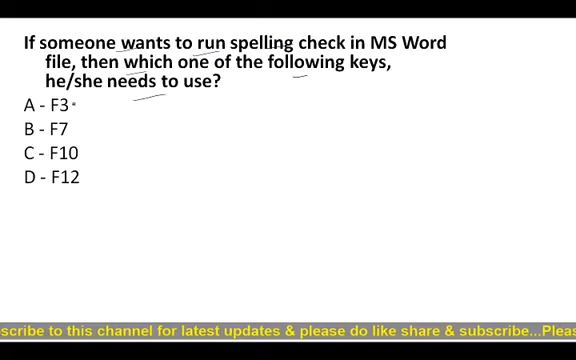 If someone wants to run spelling check in MS Word
file, then which one of the following keys,
he/she needs to use?
A - F3
B - F7
C - F10
D - F12
scribe to this channel for latest updates & please do like share & subscribe...Pleas